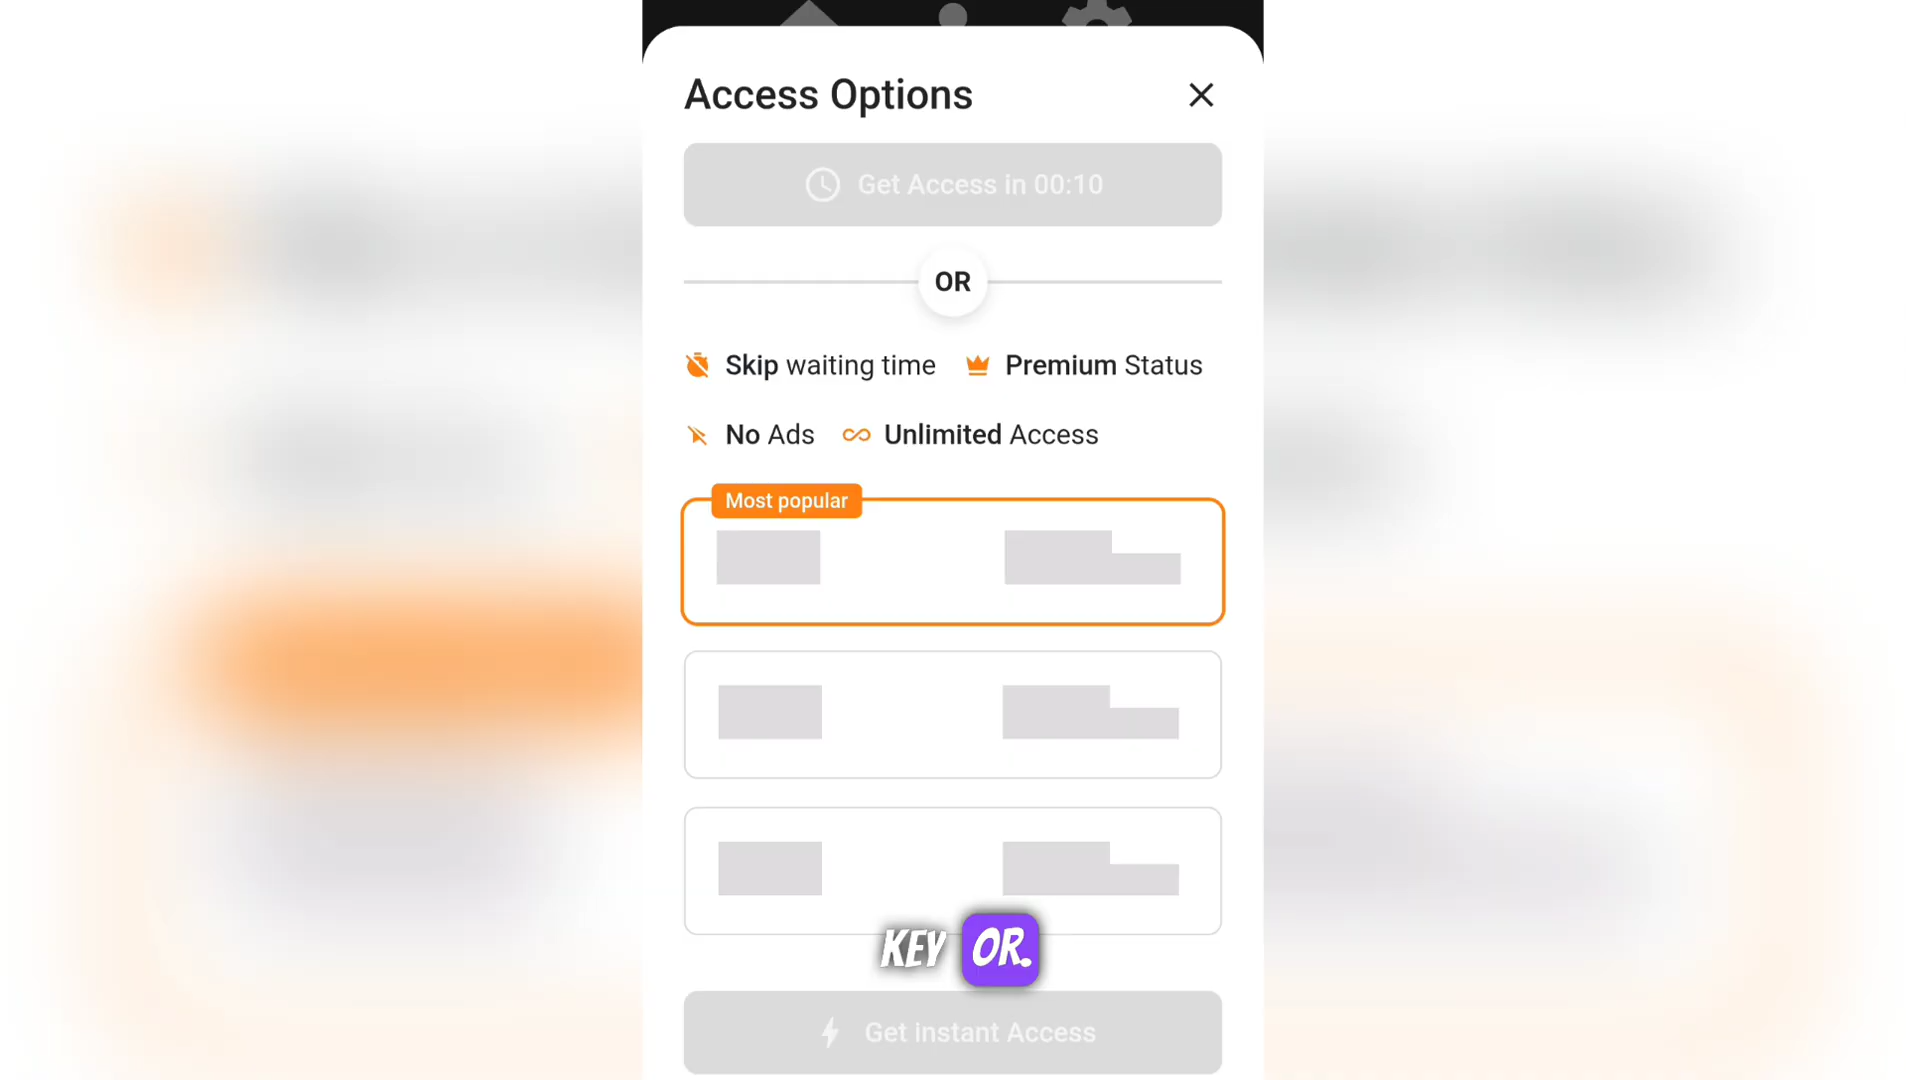 Access Options
Get Access in 00:10
OR
Skip waiting time Premium Status
No Ads Unlimited Access
Most popular
KEY OR.
Get instant Access